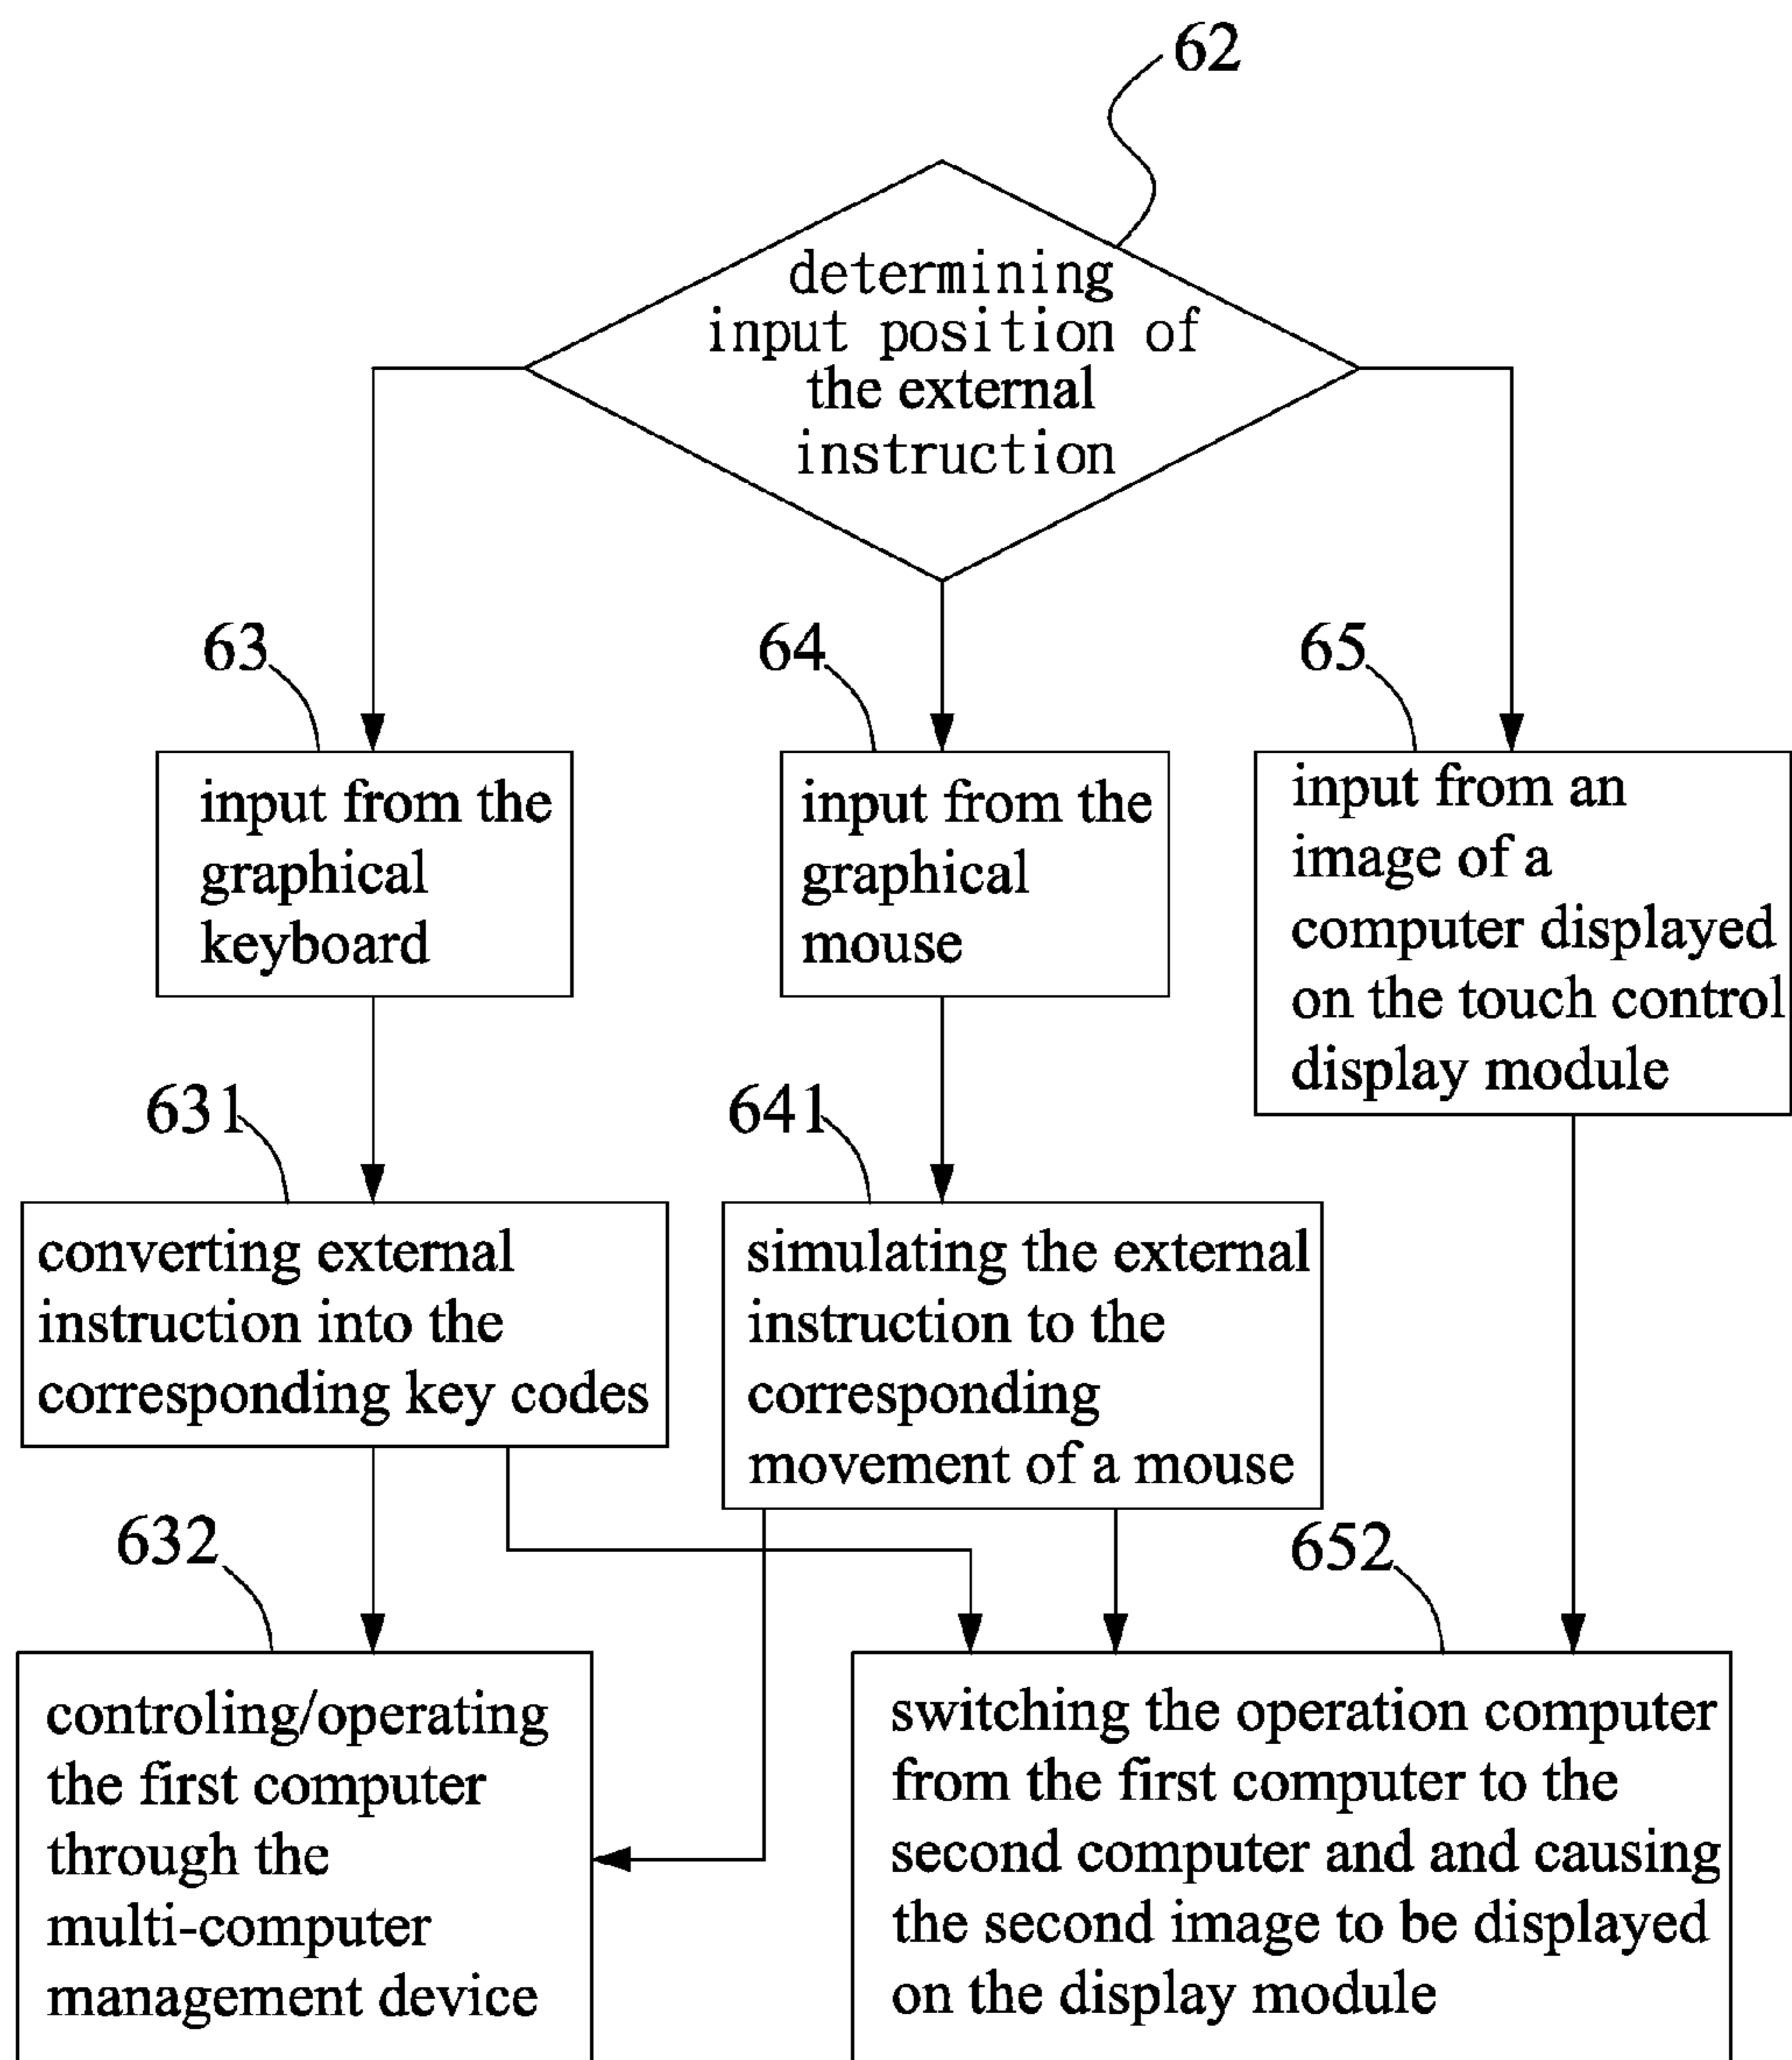 62
determining
input position of
the external
instruction
63
input from the
graphical
keyboard
64
input from the
graphical
mouse
65
input from an
image of a
computer displayed
on the touch control
display module
631
converting external
instruction into the
corresponding key codes
641
simulating the external
instruction to the
corresponding
movement of a mouse
632
controling/operating
the first computer
through the
multi-computer
management device
652
switching the operation computer
from the first computer to the
second computer and and causing
the second image to be displayed
on the display module